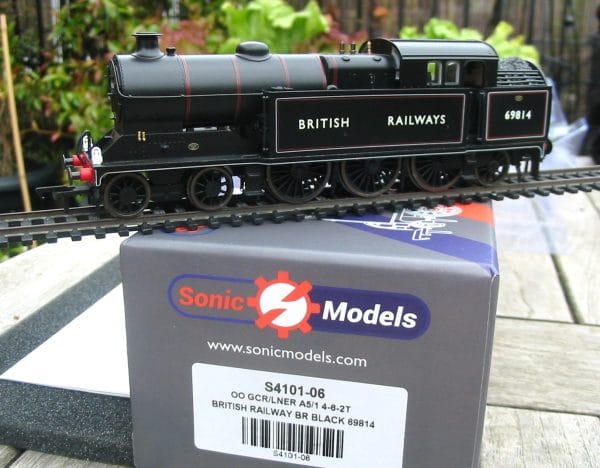 BRITISH RAILWAYS
69814
Sonic Models
www.sonicmodels.com
S4101-06
OO GCR/LNER A5/1 4-6-2T
BRITISH RAILWAY BR BLACK 69814
S4101-06